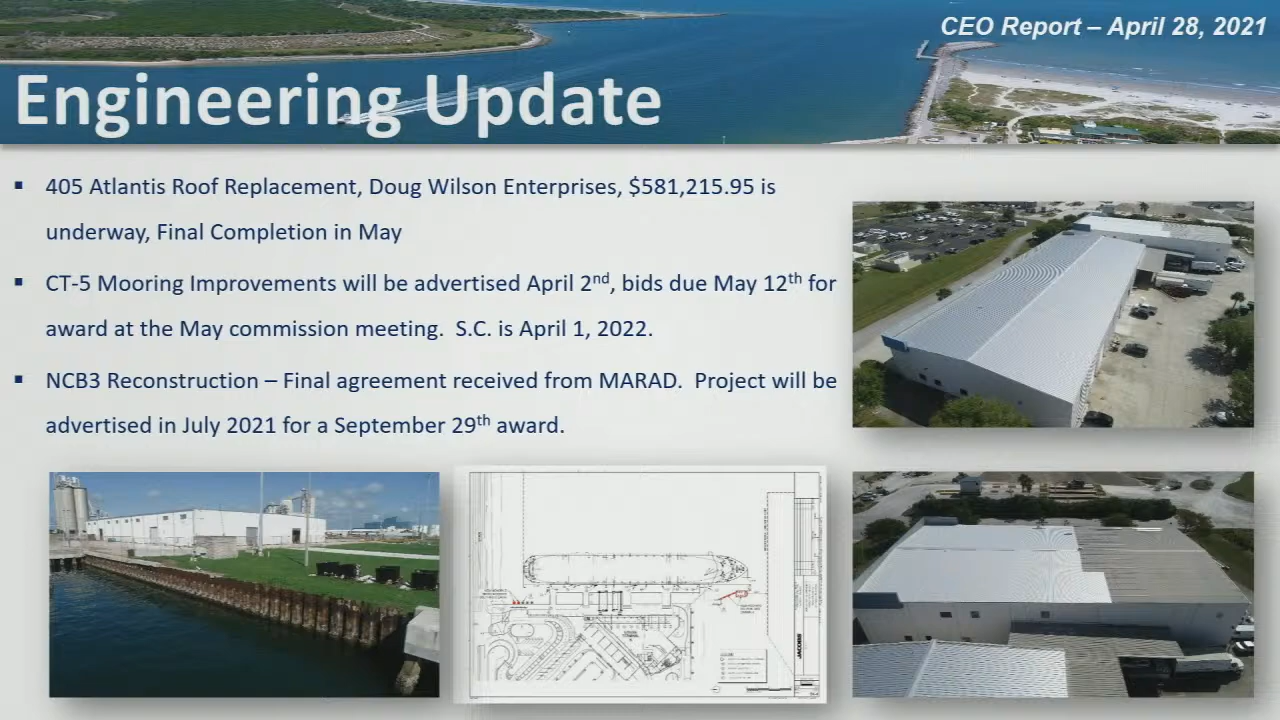 CEO Report – April 28, 2021
Engineering Update
▪ 405 Atlantis Roof Replacement, Doug Wilson Enterprises, $581,215.95 is
underway, Final Completion in May
▪ CT-5 Mooring Improvements will be advertised April 2nd, bids due May 12th for
award at the May commission meeting.  S.C. is April 1, 2022.
▪ NCB3 Reconstruction – Final agreement received from MARAD.  Project will be
advertised in July 2021 for a September 29th award.
JACOBS